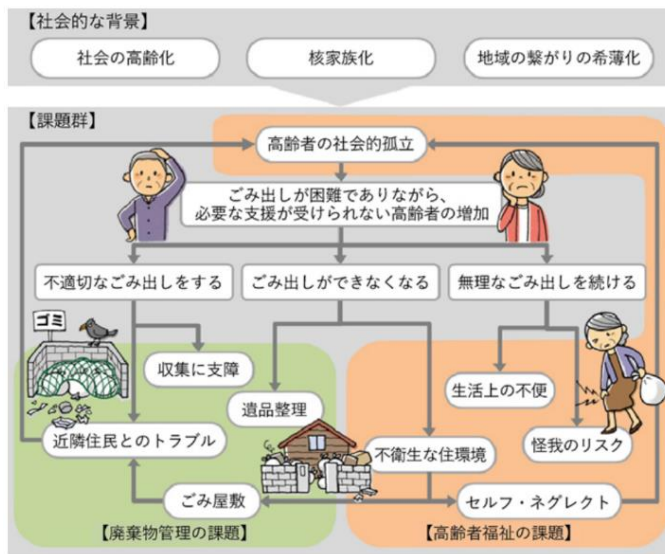 【社会的な背景】
社会の高齢化
核家族化
地域の繋がりの希薄化
【課題群】
高齢者の社会的孤立
ごみ出しが困難でありながら、
必要な支援が受けられない高齢者の増加
不適切なごみ出しをする
ごみ出しができなくなる
無理なごみ出しを続ける
ゴミ
収集に支障
遺品整理
生活上の不便
近隣住民とのトラブル
不衛生な住環境
怪我のリスク
ごみ屋敷
セルフ・ネグレクト
【廃棄物管理の課題】
【高齢者福祉の課題】